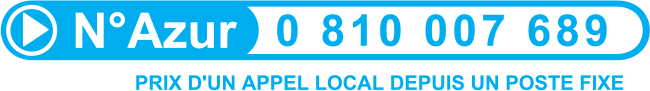 N°Azur 0 810 007 689
PRIX D'UN APPEL LOCAL DEPUIS UN POSTE FIXE